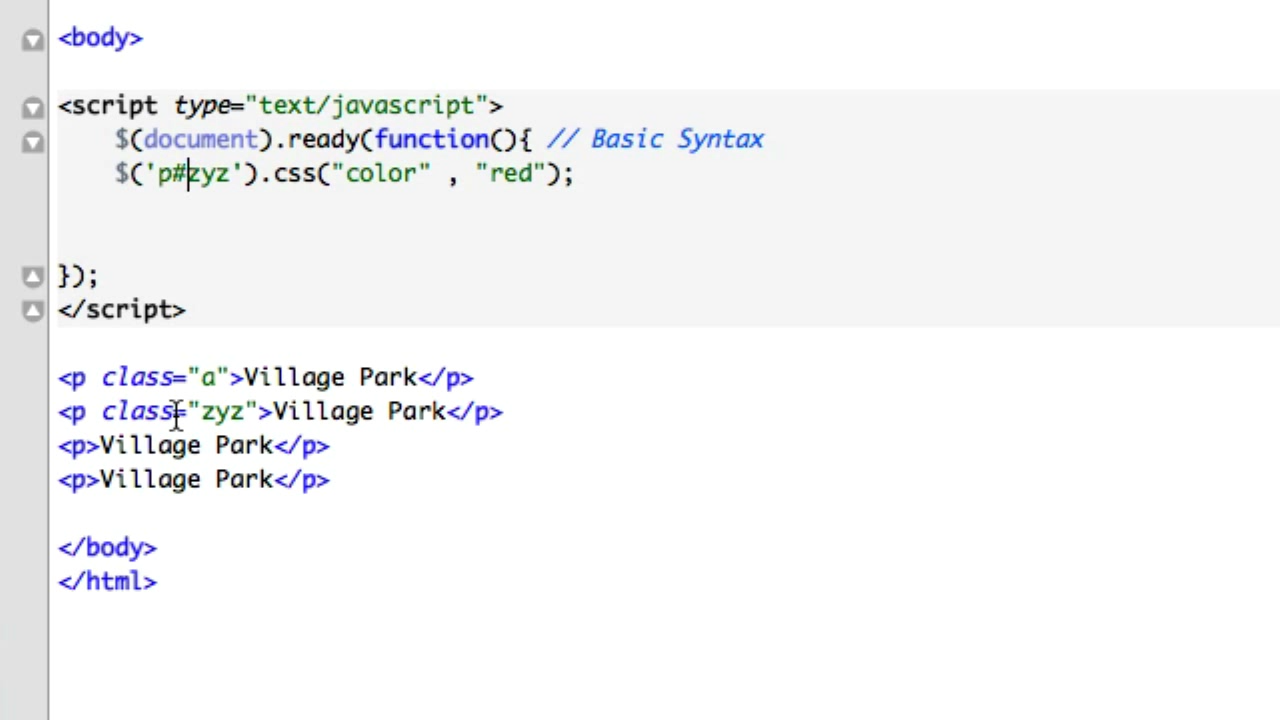 <body>
<script type="text/javascript">
$(document).ready(function(){ // Basic Syntax
$('p#zyz').css("color" , "red");
});
</script>
<p class="a">Village Park</p>
<p class="zyz">Village Park</p>
<p>Village Park</p>
<p>Village Park</p>
</body>
</html>